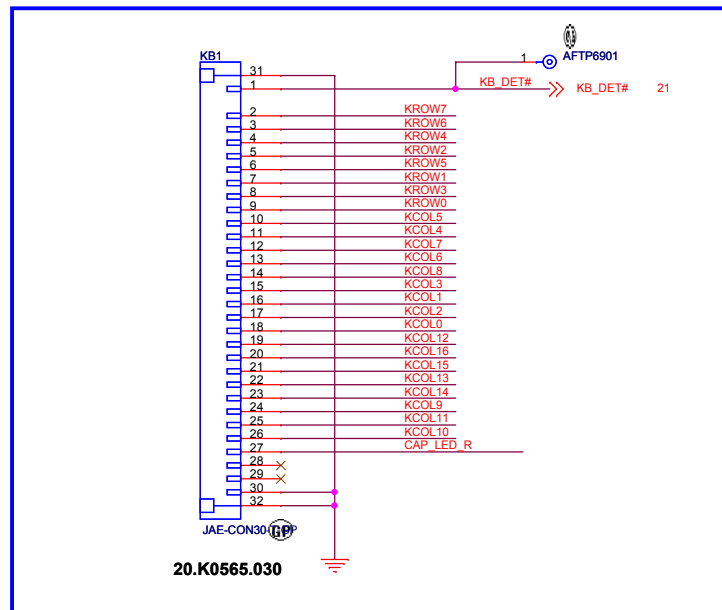 KB1
1 AFTP6901
31
1 KB_DET# KB_DET# 21
2 KROW7
3 KROW6
4 KROW4
5 KROW2
6 KROW5
7 KROW1
8 KROW3
9 KROW0
10 KCOL5
11 KCOL4
12 KCOL7
13 KCOL6
14 KCOL8
15 KCOL3
16 KCOL1
17 KCOL2
18 KCOL0
19 KCOL12
20 KCOL16
21 KCOL15
22 KCOL13
23 KCOL14
24 KCOL9
25 KCOL11
26 KCOL10
27 CAP_LED_R
28
29
30
32
JAE-CON30-
GP
20.K0565.030